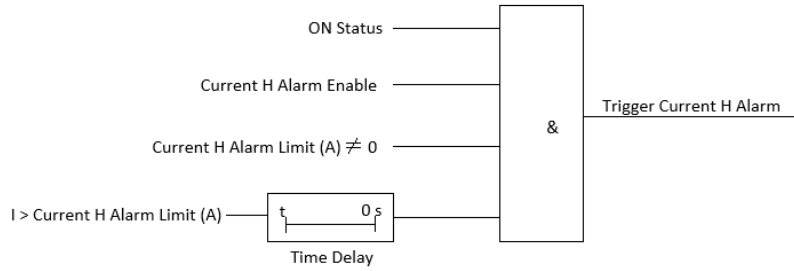 ON Status
Current H Alarm Enable
Trigger Current H Alarm
&
Current H Alarm Limit (A) ≠ 0
I > Current H Alarm Limit (A)
t 0 s
Time Delay